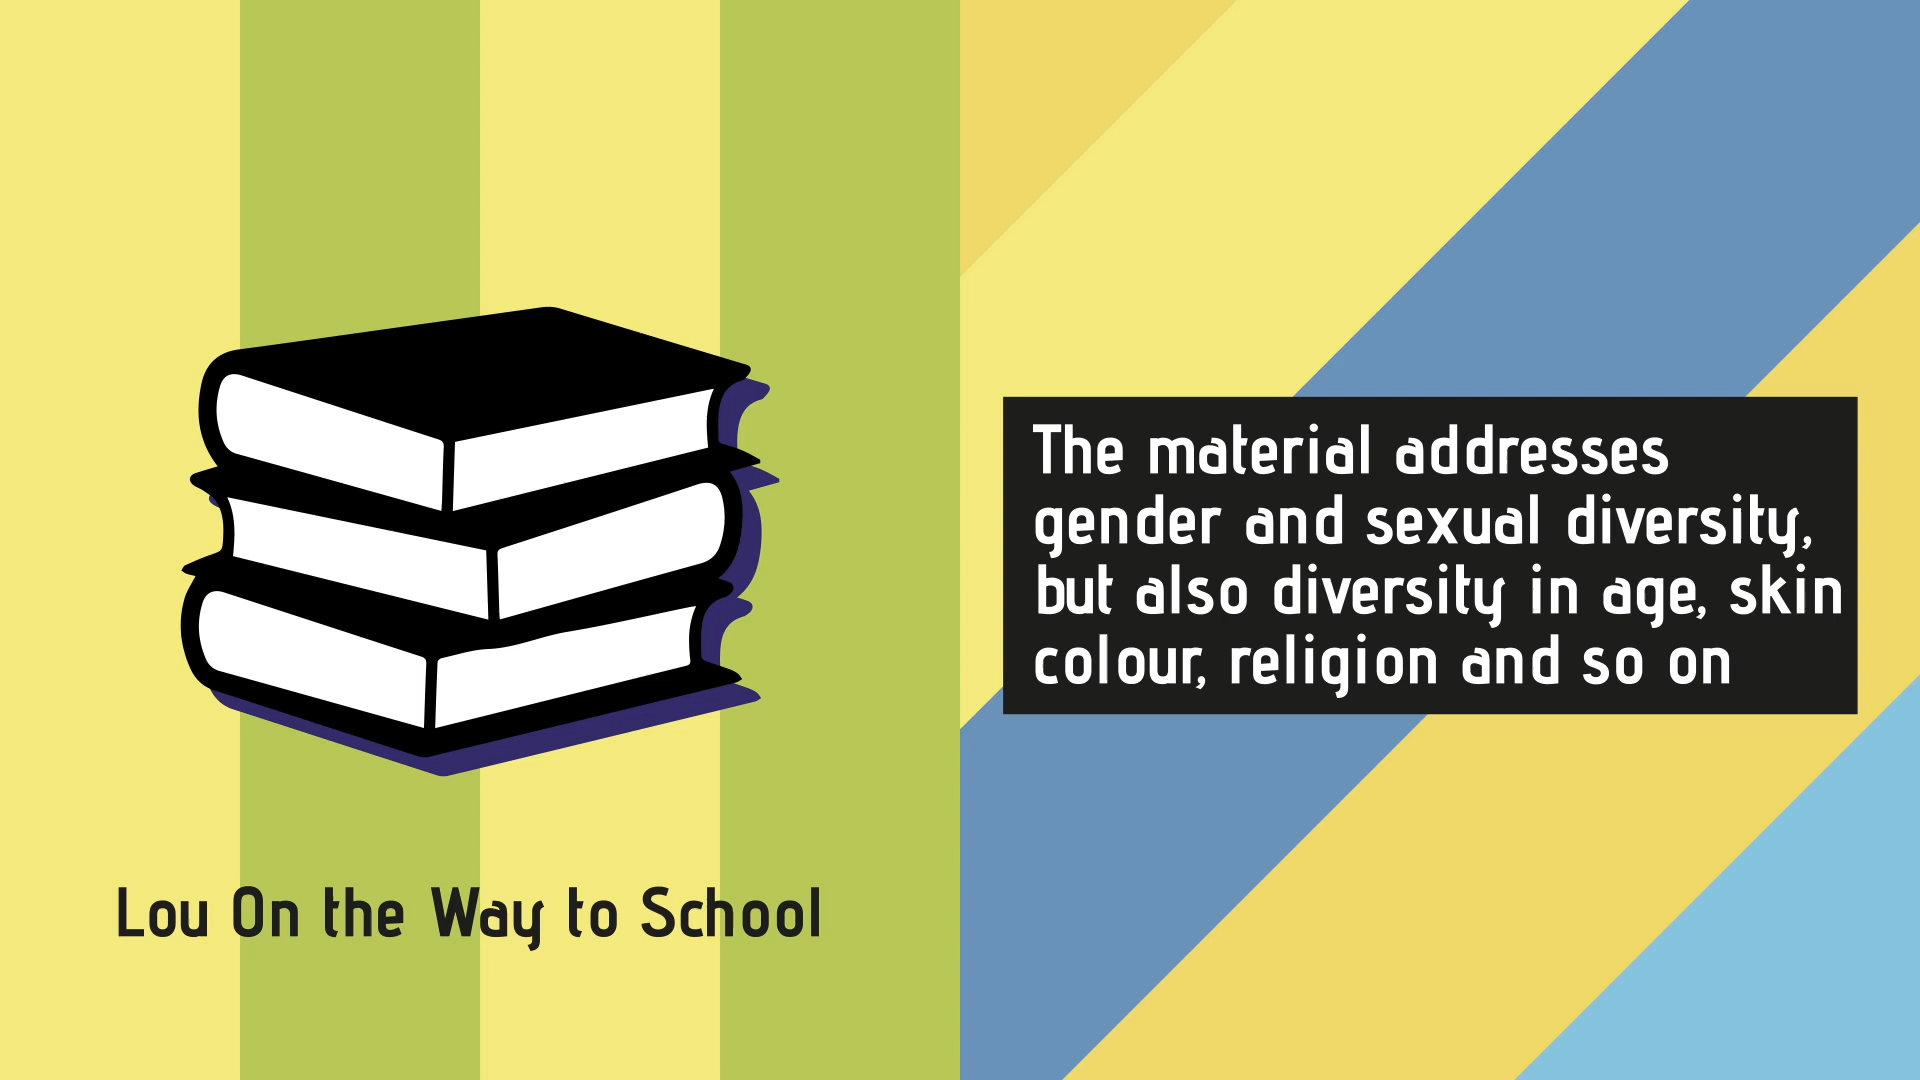 Lou On the Way to School
The material addresses
gender and sexual diversity,
but also diversity in age, skin
colour, religion and so on